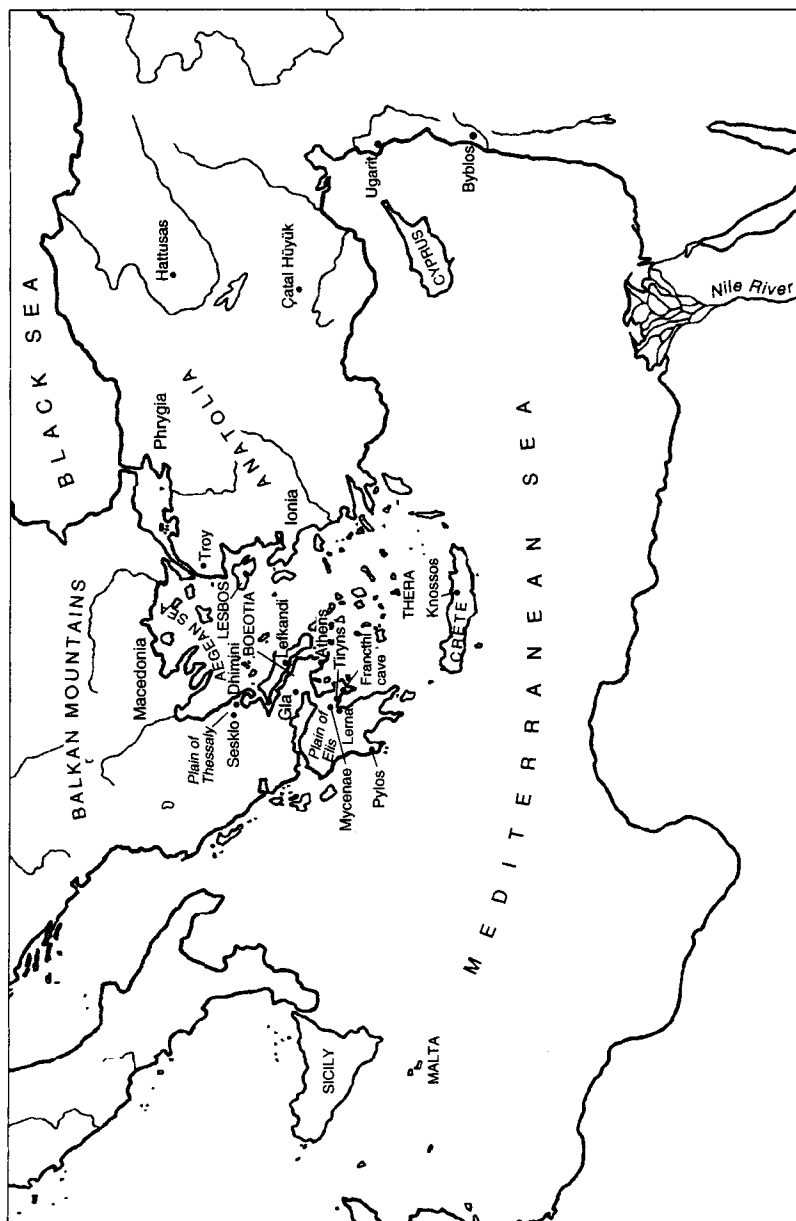 BLACK SEA
BALKAN MOUNTAINS
Hattusas
Phrygia
Macedonia
ANATOLIA
Çatal Hüyük
AEGEAN SEA
Troy
LESBOS
Plain of
Thessaly
Sesklo
Dhimini
BOEOTIA
Lefkandi
Ionia
Gla
Athens
Tiryns
Plain of
Elis
Mycenae
Lerna
Francthi
cave
Pylos
THERA
Knossos
CRETE
CYPRUS
Ugarit
Byblos
SICILY
MALTA
MEDITERRANEAN SEA
Nile River